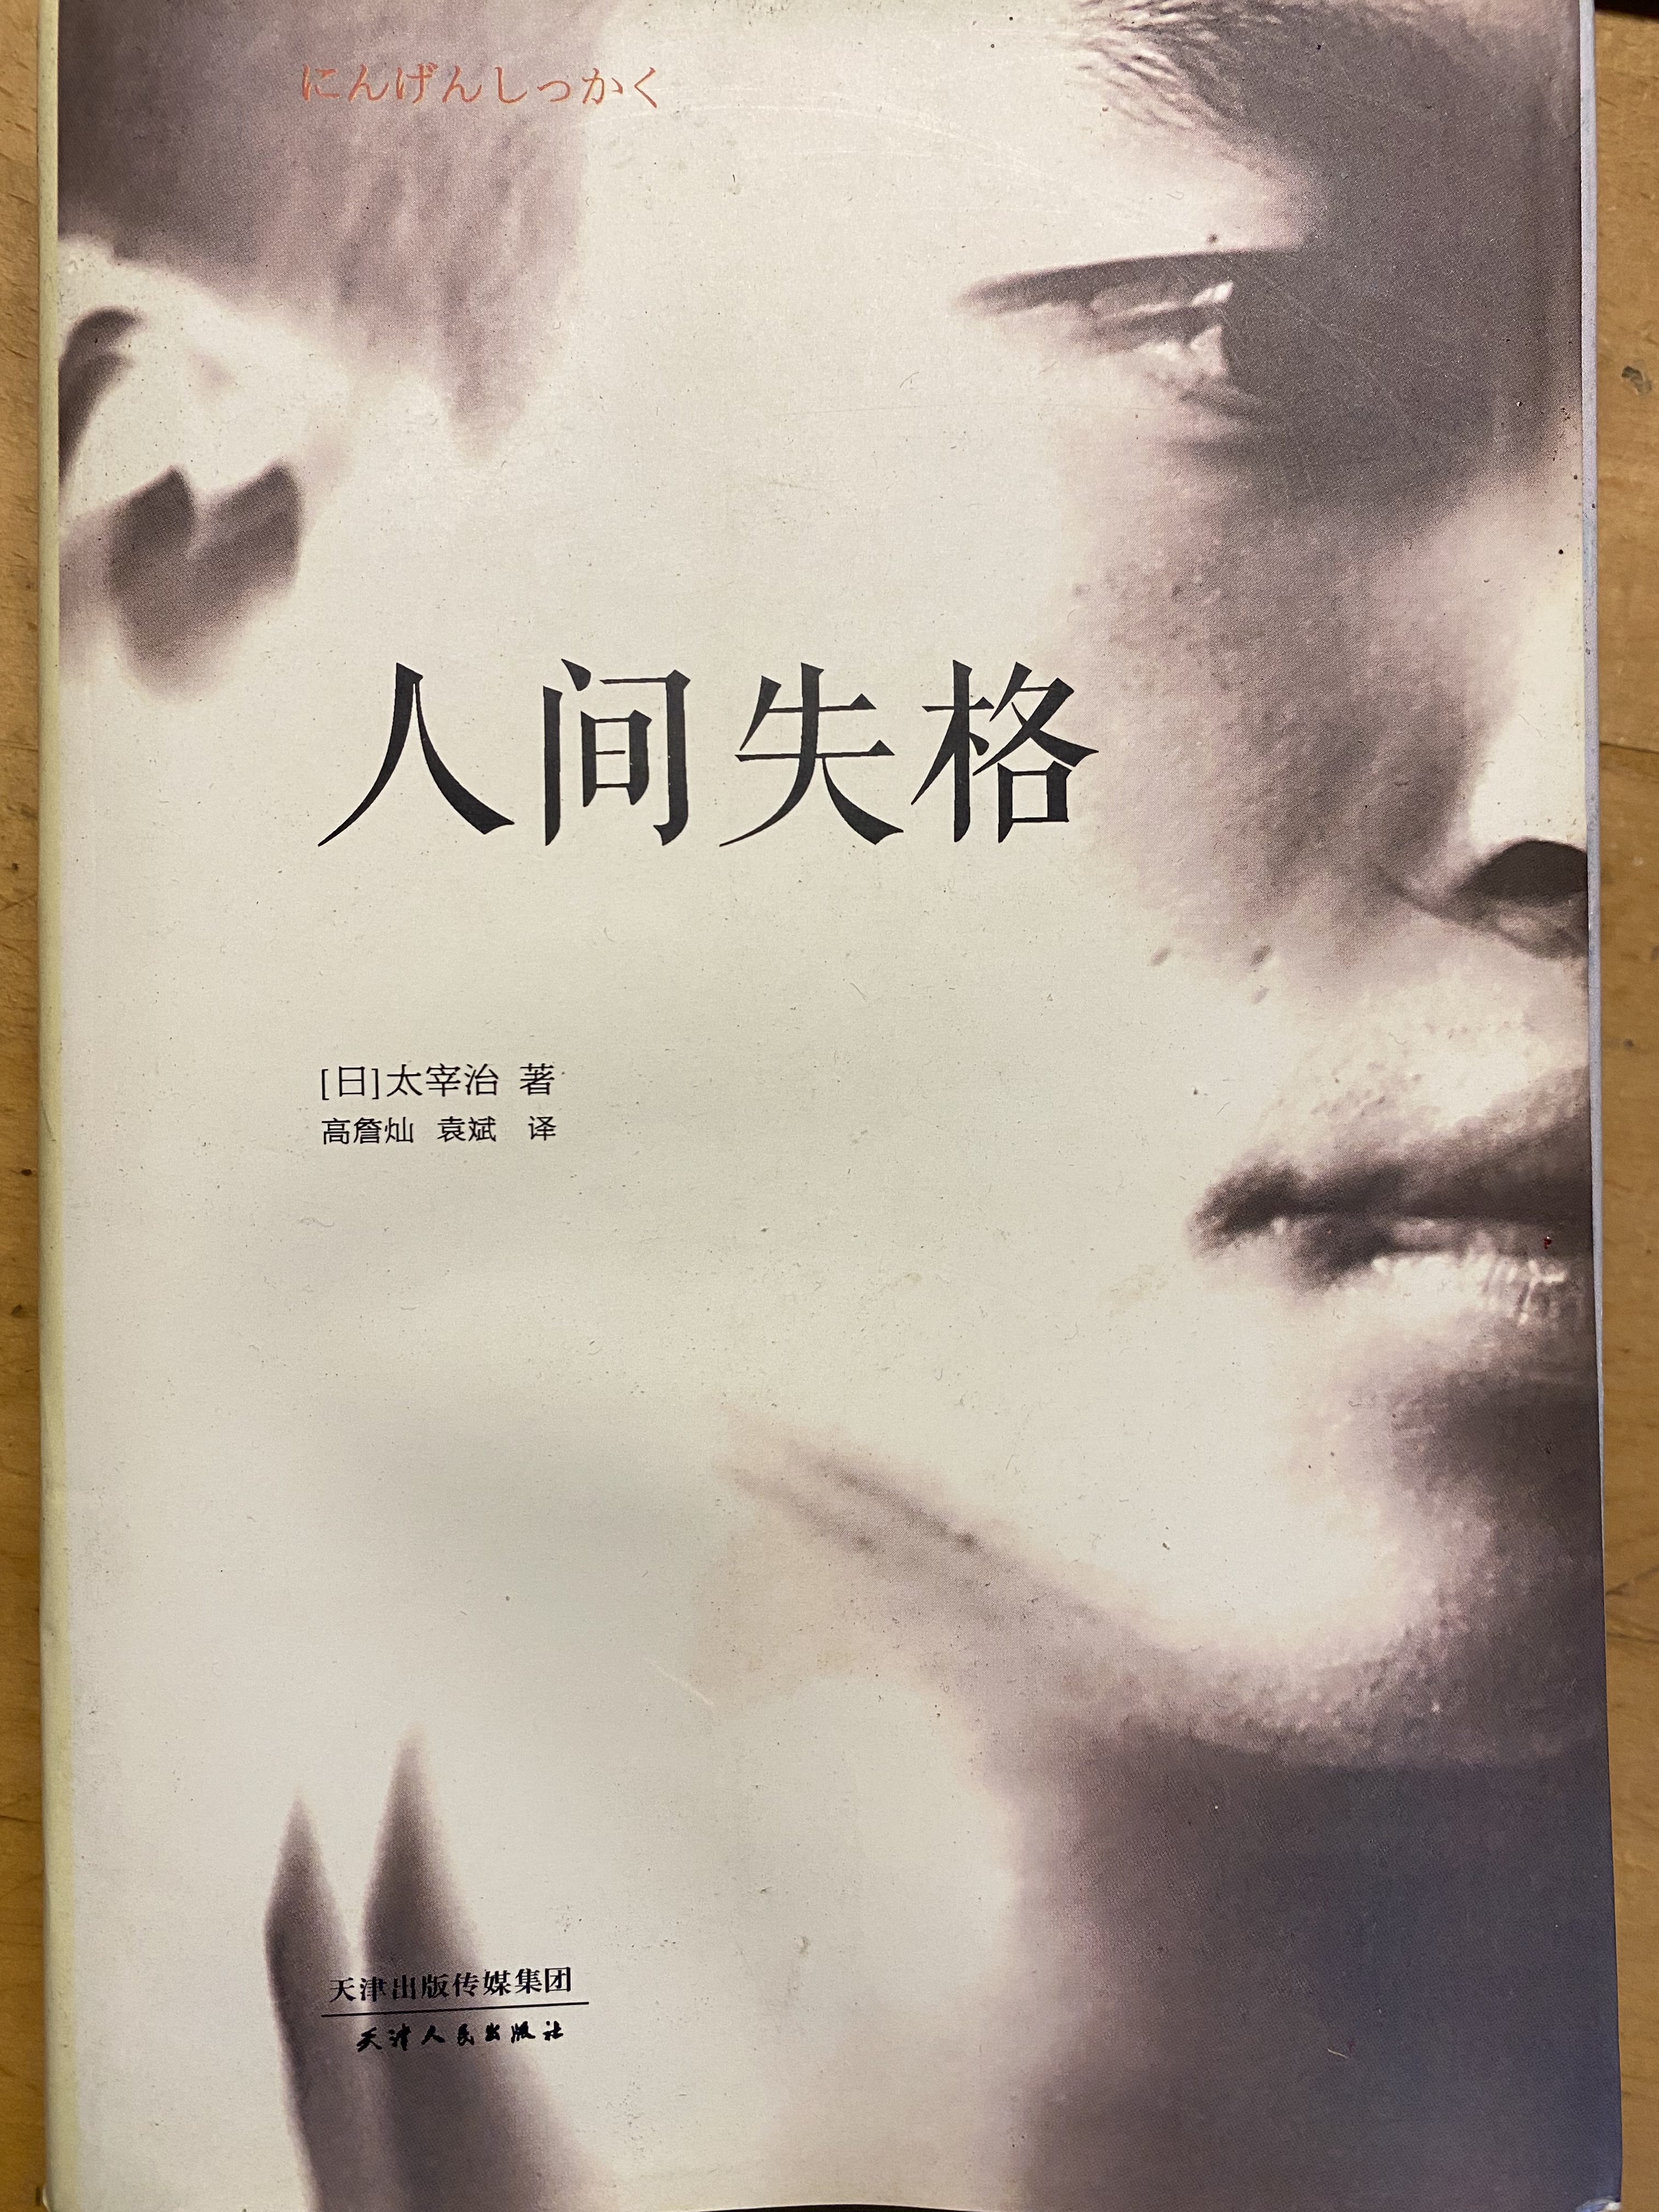 にんげんしっかく
人间失格
[日]太宰治 著
高詹灿 袁斌 译
天津出版传媒集团
天津人民出版社